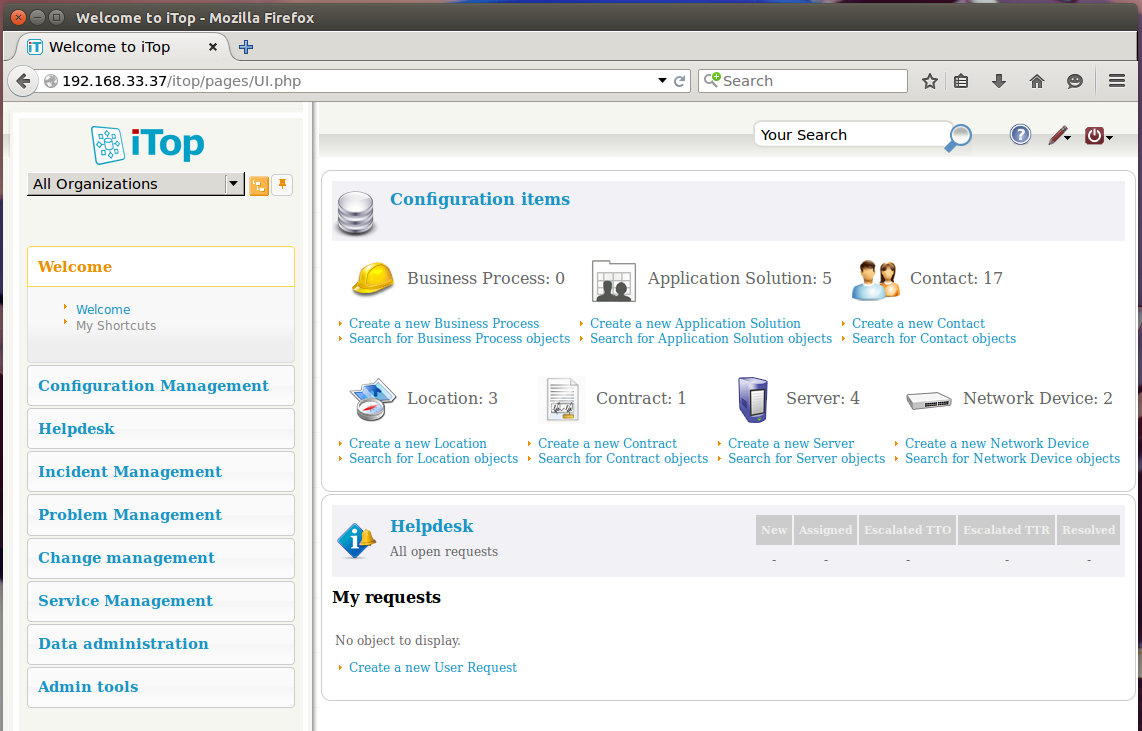 Welcome to iTop - Mozilla Firefox
iT Welcome to iTop
192.168.33.37/itop/pages/UI.php
Search
iTop
Your Search
All Organizations
Welcome
Welcome
My Shortcuts
Configuration Management
Helpdesk
Incident Management
Problem Management
Change management
Service Management
Data administration
Admin tools
Configuration items
Business Process: 0
Application Solution: 5
Contact: 17
Create a new Business Process
Search for Business Process objects
Create a new Application Solution
Search for Application Solution objects
Create a new Contact
Search for Contact objects
Location: 3
Contract: 1
Server: 4
Network Device: 2
Create a new Location
Search for Location objects
Create a new Contract
Search for Contract objects
Create a new Server
Search for Server objects
Create a new Network Device
Search for Network Device objects
Helpdesk
All open requests
New Assigned Escalated TTO Escalated TTR Resolved
- - - - -
My requests
No object to display.
Create a new User Request